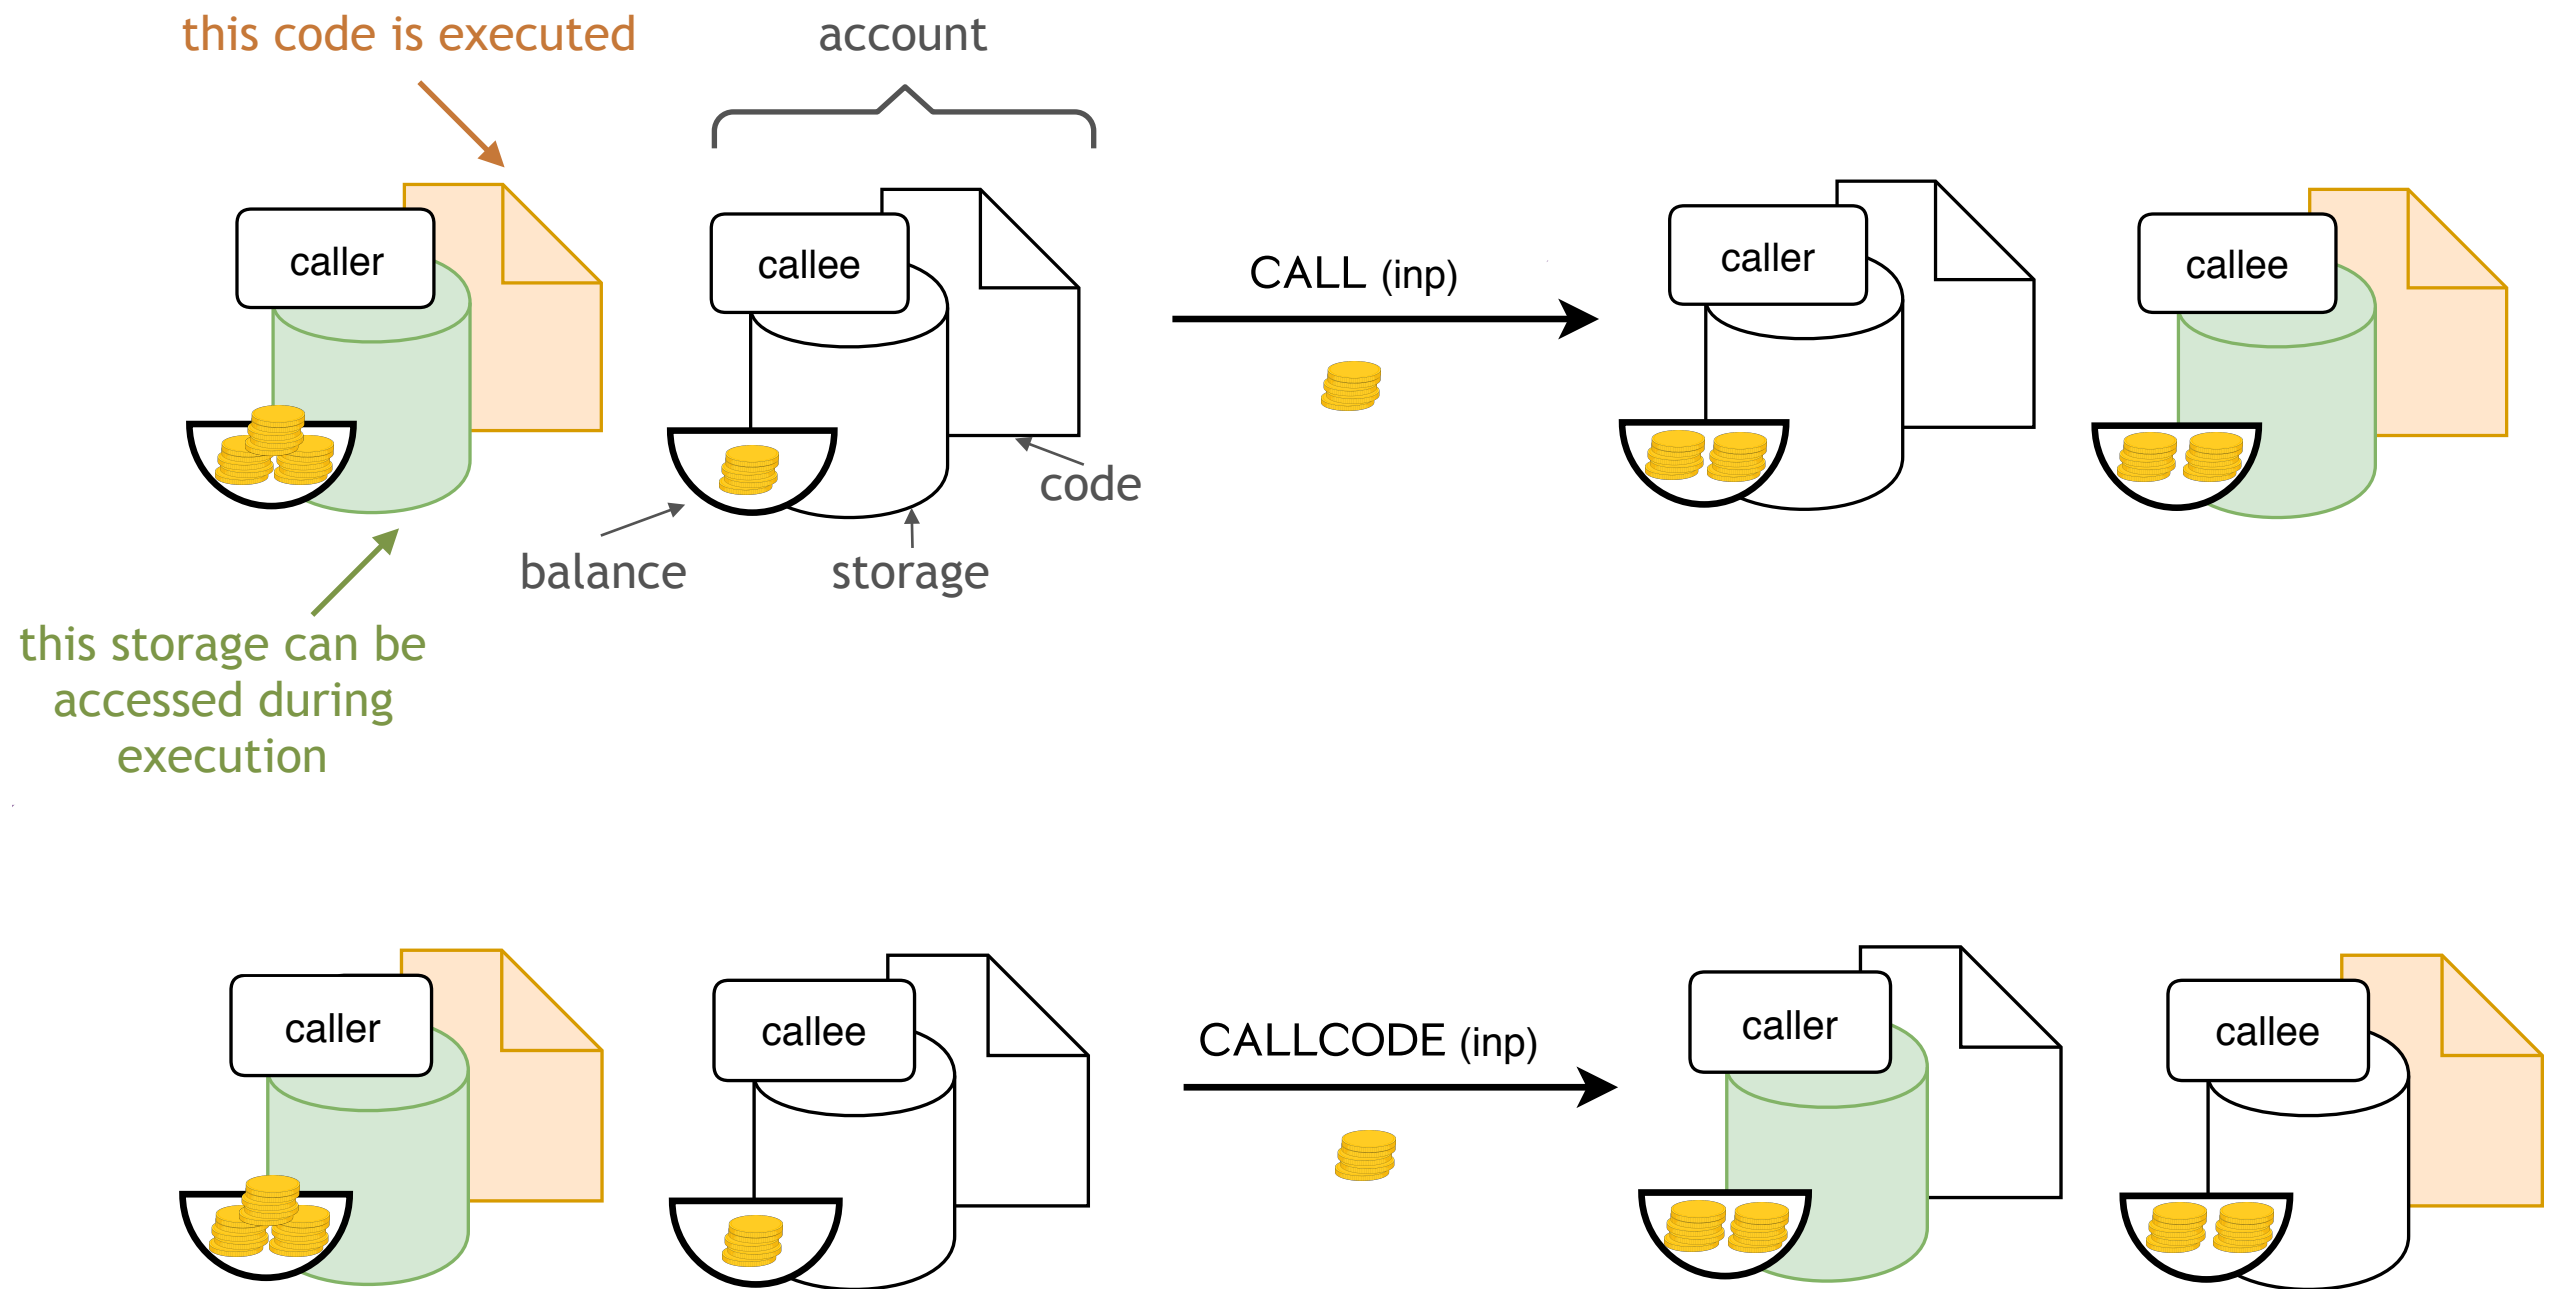 this code is executed
account
caller
callee
CALL (inp)
caller
callee
code
balance
storage
this storage can be
accessed during
execution
caller
callee
CALLCODE (inp)
caller
callee